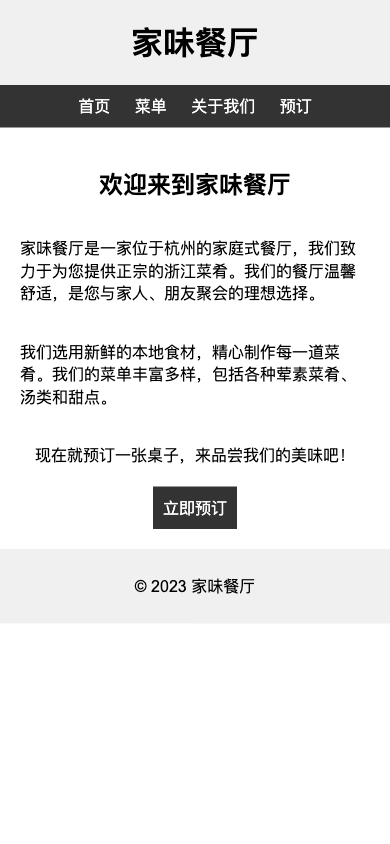 家味餐厅
首页 菜单 关于我们 预订
欢迎来到家味餐厅
家味餐厅是一家位于杭州的家庭式餐厅，我们致
力于为您提供正宗的浙江菜肴。我们的餐厅温馨
舒适，是您与家人、朋友聚会的理想选择。
我们选用新鲜的本地食材，精心制作每一道菜
肴。我们的菜单丰富多样，包括各种荤素菜肴、
汤类和甜点。
现在就预订一张桌子，来品尝我们的美味吧！
立即预订
© 2023 家味餐厅